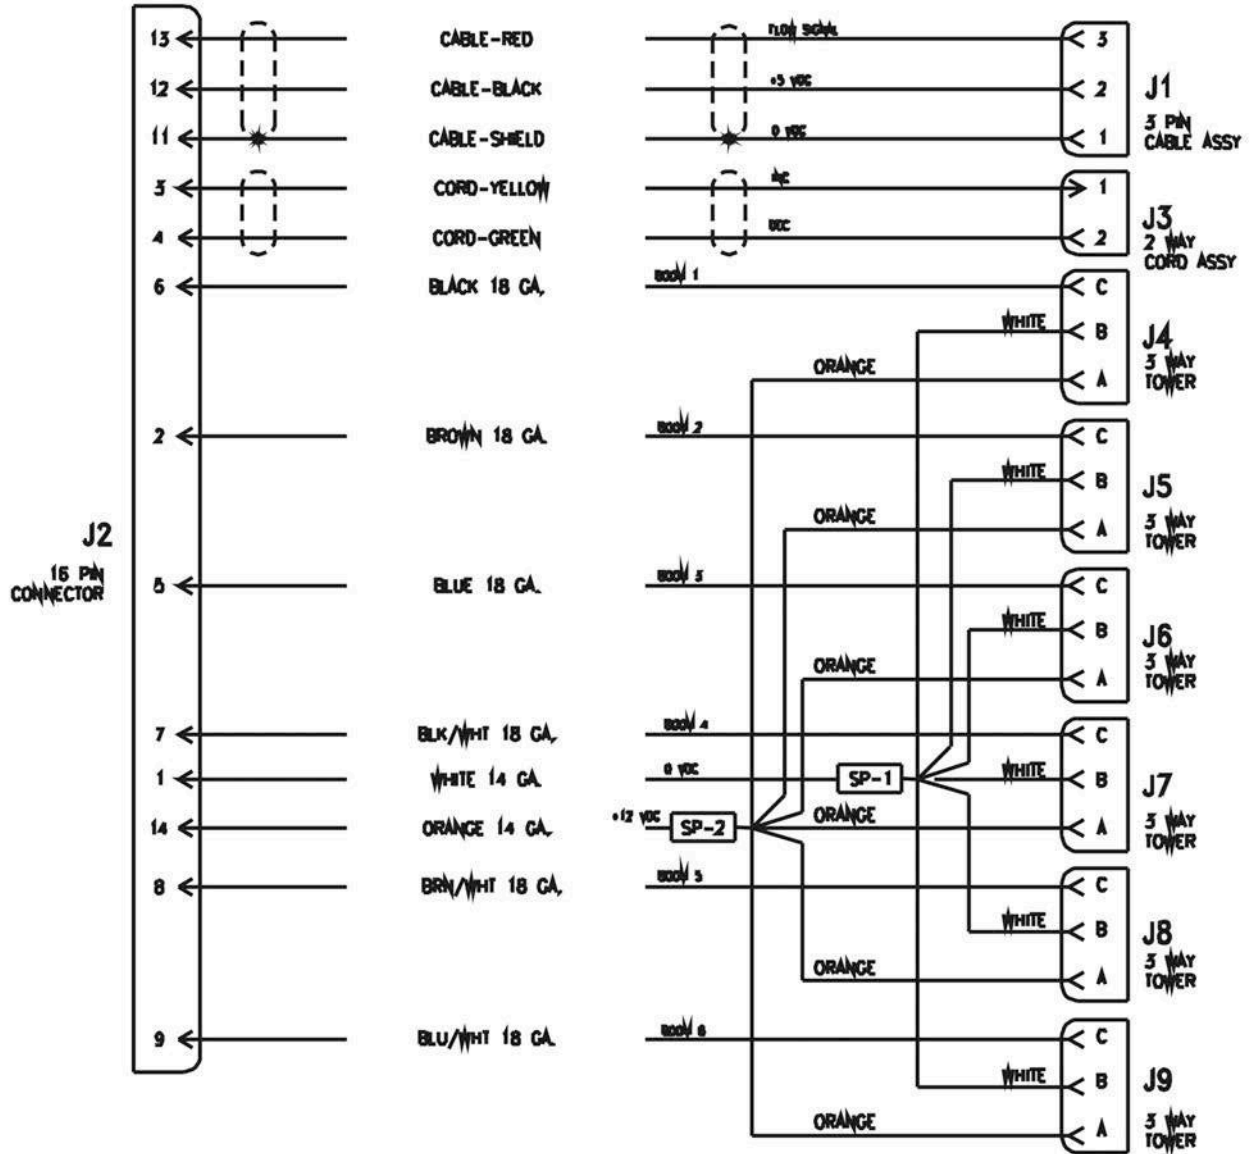 13 CABLE-RED FLOW SIGNAL 3
12 CABLE-BLACK +5 VDC 2
11 CABLE-SHIELD 0 VDC 1
J1
3 PIN
CABLE ASSY
3 CORD-YELLOW INC 1
4 CORD-GREEN DEC 2
J3
2 WAY
CORD ASSY
6 BLACK 18 GA. BOOM 1 C
WHITE B
ORANGE A
J4
3 WAY
TOWER
2 BROWN 18 GA. BOOM 2 C
WHITE B
ORANGE A
J5
3 WAY
TOWER
J2
16 PIN
CONNECTOR
5 BLUE 18 GA. BOOM 3 C
WHITE B
ORANGE A
J6
3 WAY
TOWER
7 BLK/WHT 18 GA. BOOM 4 C
1 WHITE 14 GA. 0 VDC SP-1 WHITE B
14 ORANGE 14 GA. +12 VDC SP-2 ORANGE A
J7
3 WAY
TOWER
8 BRN/WHT 18 GA. BOOM 5 C
WHITE B
ORANGE A
J8
3 WAY
TOWER
9 BLU/WHT 18 GA. BOOM 6 C
WHITE B
ORANGE A
J9
3 WAY
TOWER